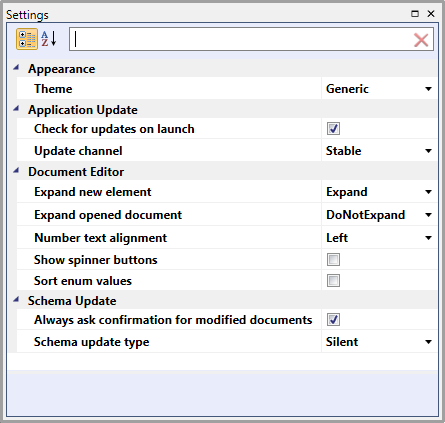 Settings
A
Z
Appearance
Theme Generic
Application Update
Check for updates on launch
Update channel Stable
Document Editor
Expand new element Expand
Expand opened document DoNotExpand
Number text alignment Left
Show spinner buttons
Sort enum values
Schema Update
Always ask confirmation for modified documents
Schema update type Silent